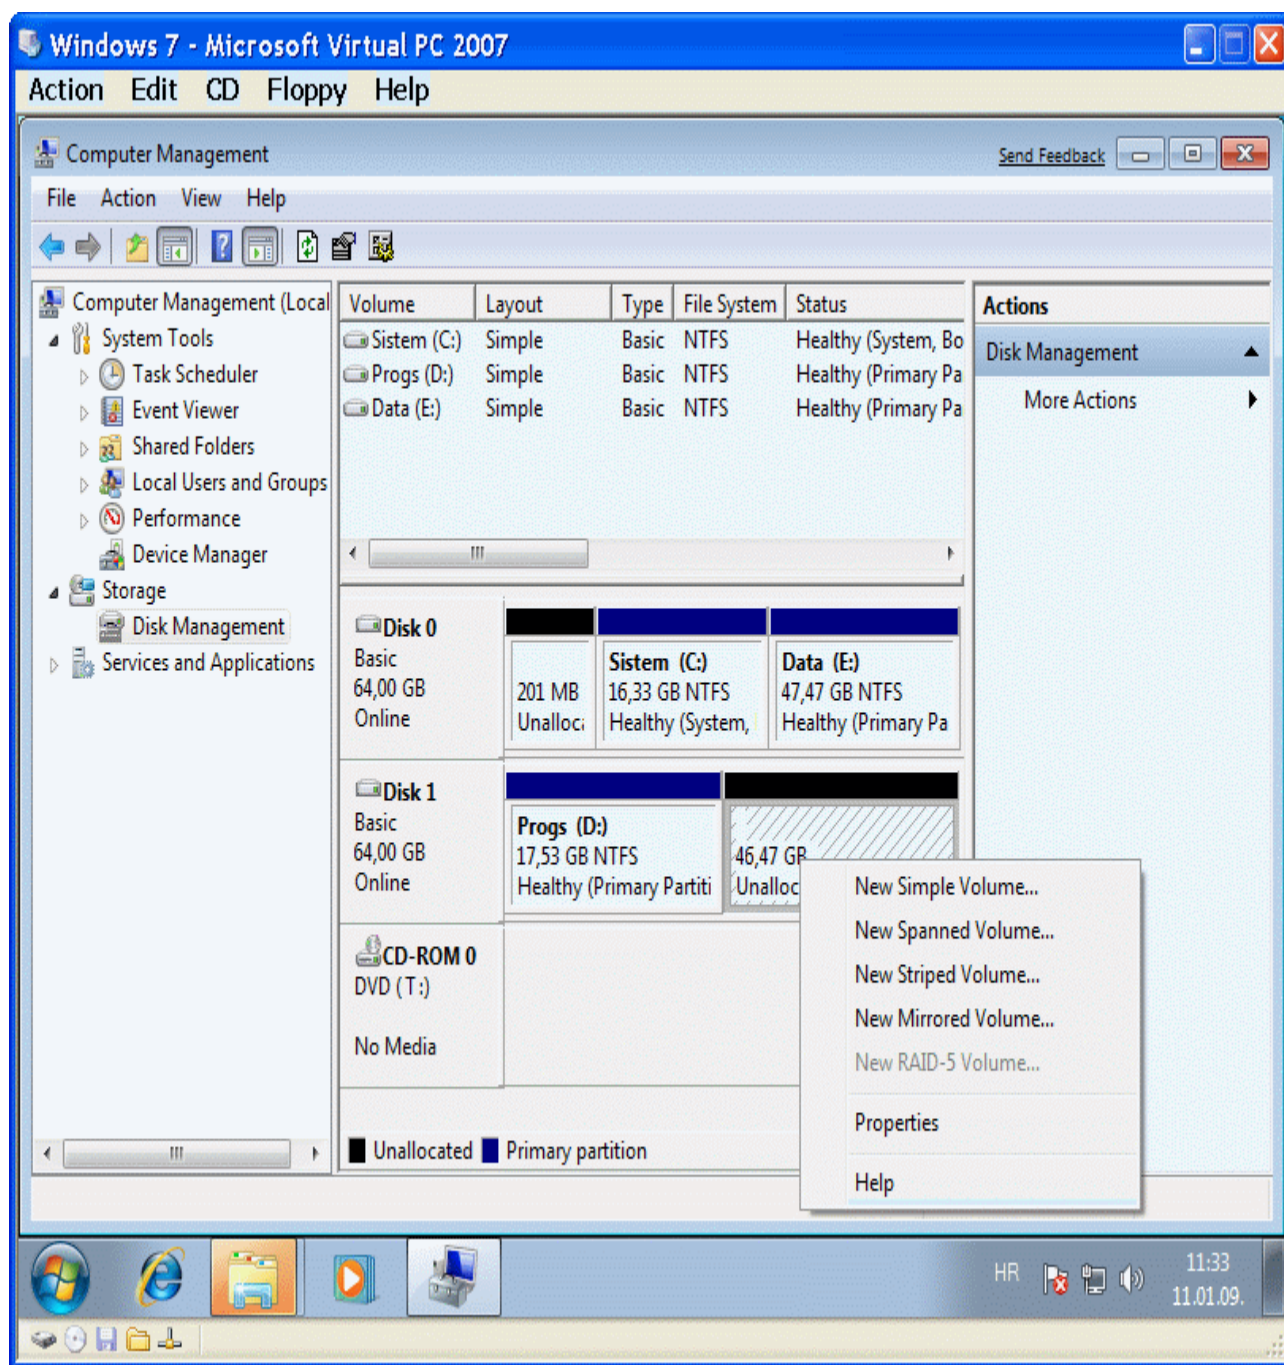 Windows 7 - Microsoft Virtual PC 2007
Action Edit CD Floppy Help
Computer Management
Send Feedback
File Action View Help
Computer Management (Local
System Tools
Task Scheduler
Event Viewer
Shared Folders
Local Users and Groups
Performance
Device Manager
Storage
Disk Management
Services and Applications
Volume Layout Type File System Status
Sistem (C:) Simple Basic NTFS Healthy (System, Bo
Progs (D:) Simple Basic NTFS Healthy (Primary Pa
Data (E:) Simple Basic NTFS Healthy (Primary Pa
Disk 0
Basic
64,00 GB
Online
201 MB
Unalloca
Sistem (C:)
16,33 GB NTFS
Healthy (System,
Data (E:)
47,47 GB NTFS
Healthy (Primary Pa
Disk 1
Basic
64,00 GB
Online
Progs (D:)
17,53 GB NTFS
Healthy (Primary Partiti
46,47 GB
Unalloc
CD-ROM 0
DVD (T:)
No Media
Unallocated Primary partition
Actions
Disk Management
More Actions
New Simple Volume...
New Spanned Volume...
New Striped Volume...
New Mirrored Volume...
New RAID-5 Volume...
Properties
Help
HR
11:33
11.01.09.